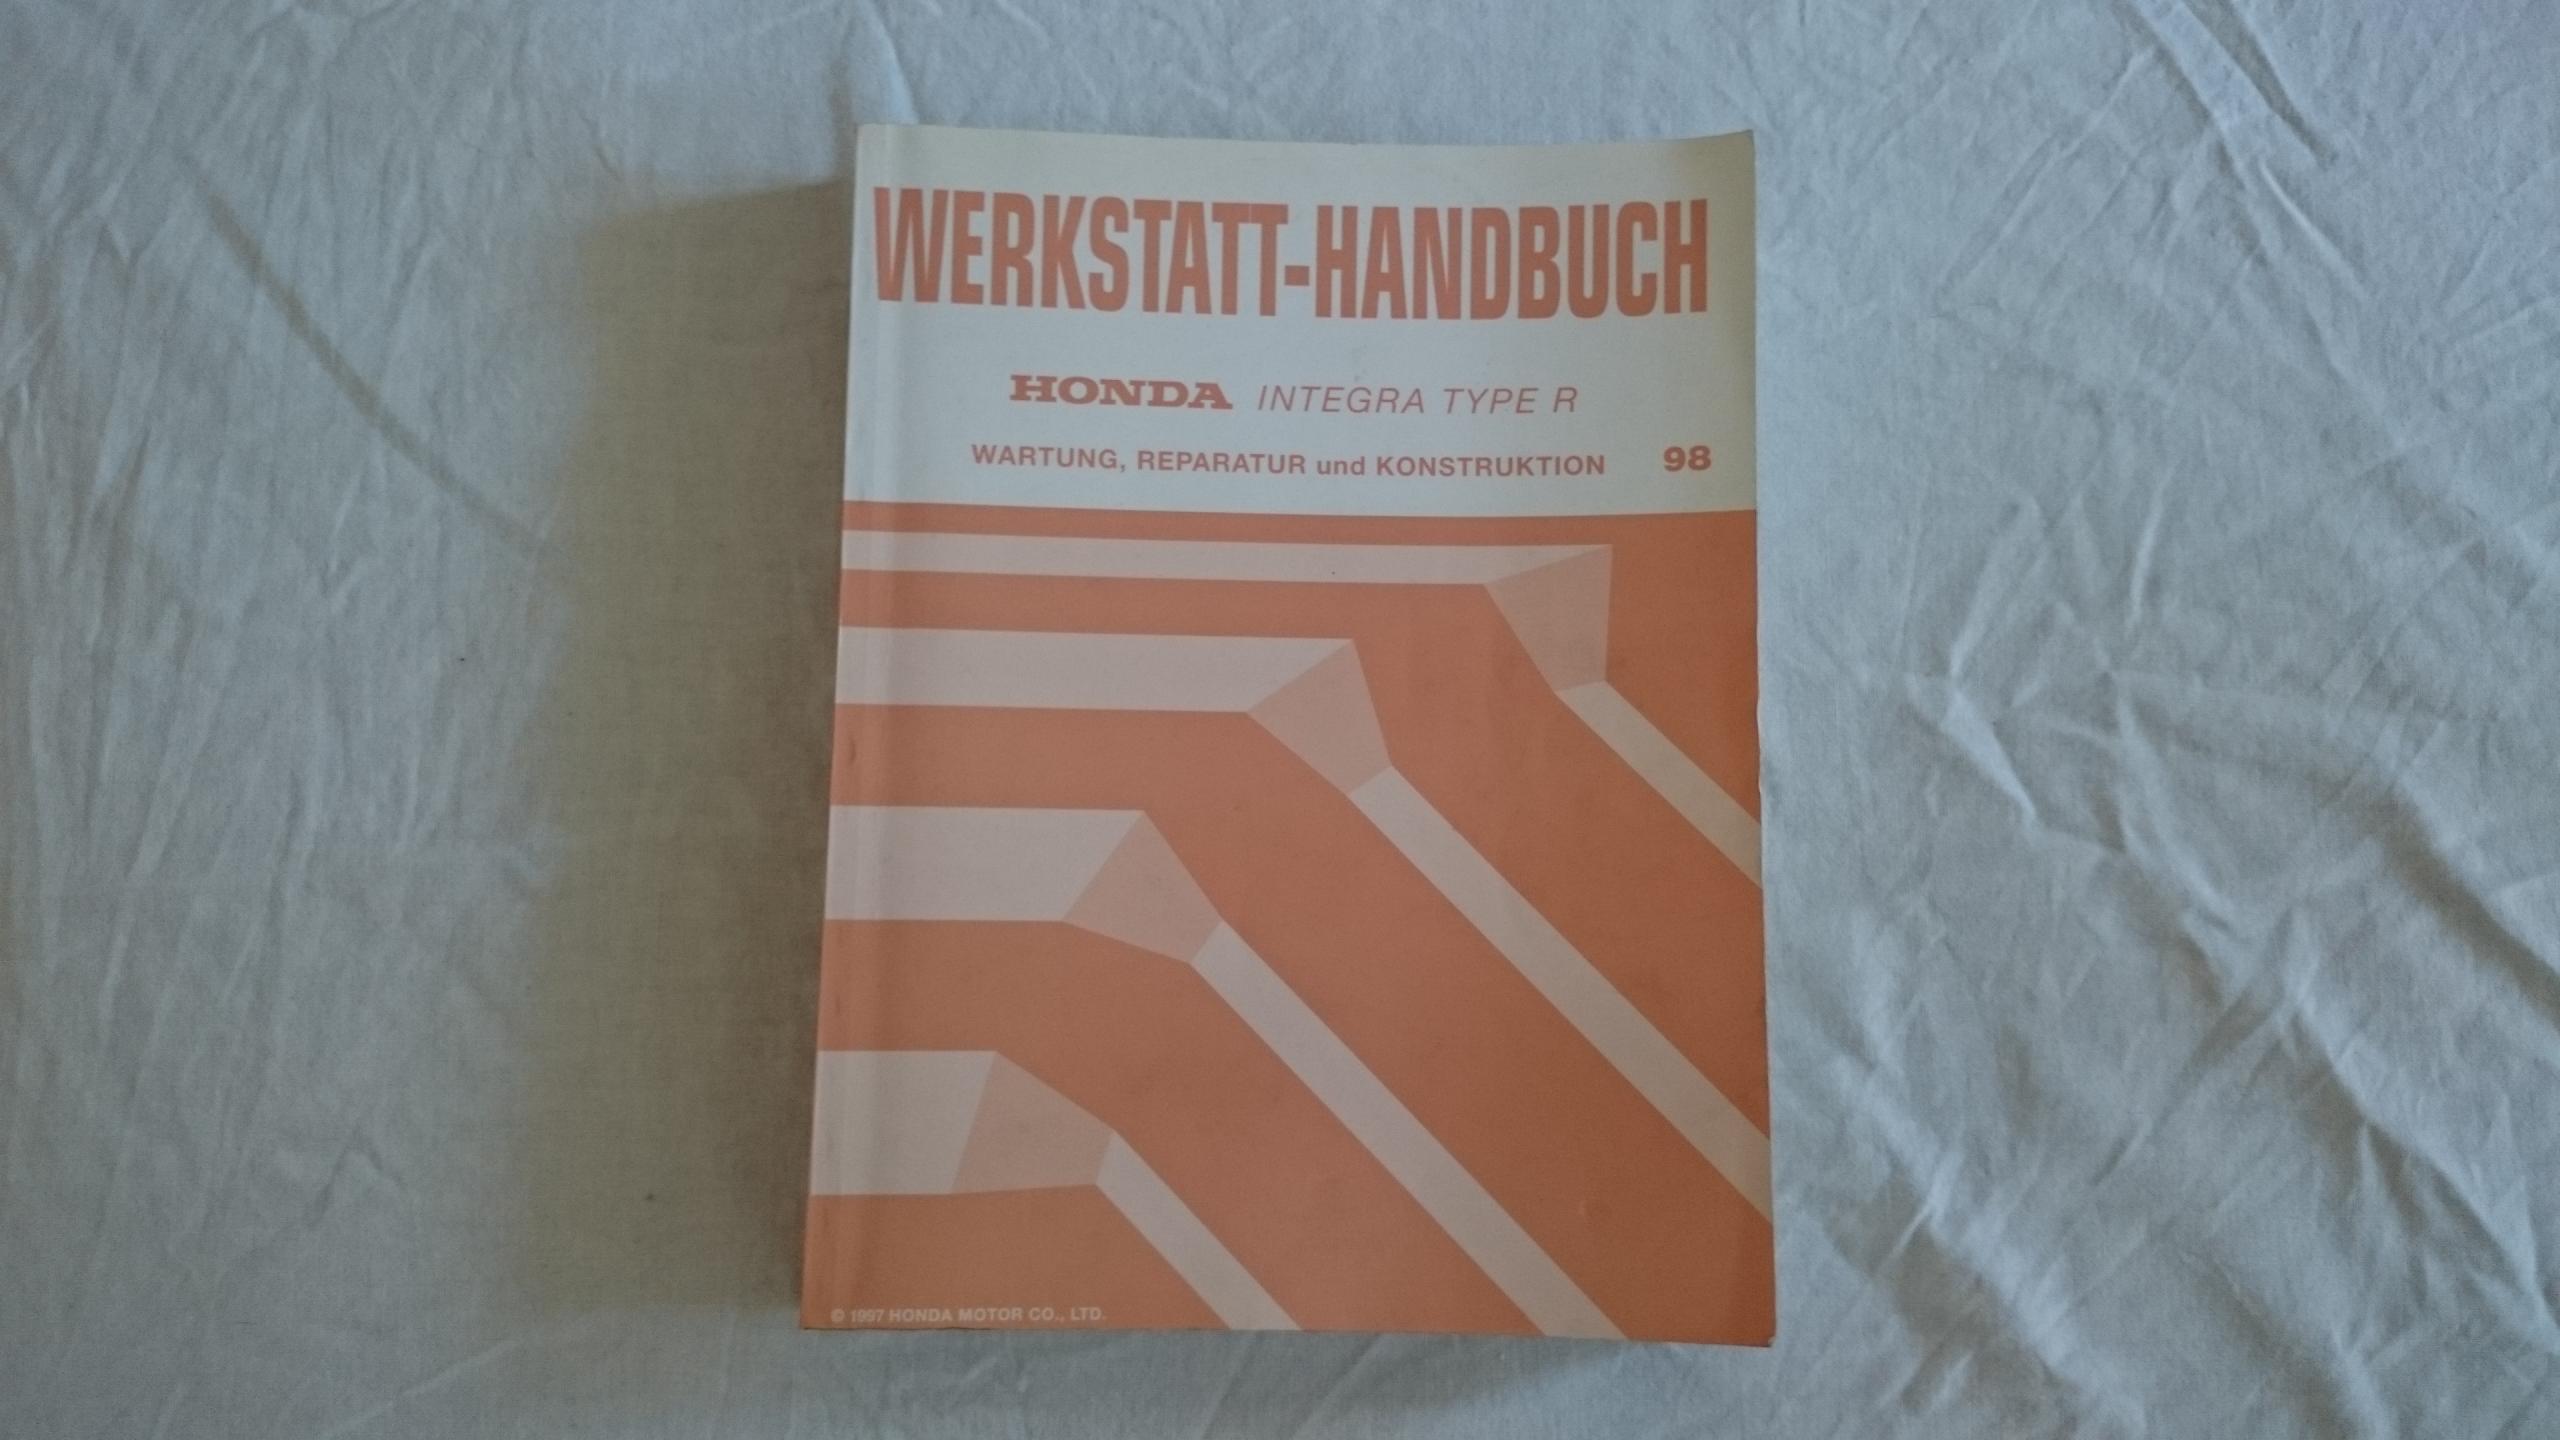 WERKSTATT-HANDBUCH
HONDA INTEGRA TYPE R
WARTUNG, REPARATUR und KONSTRUKTION 98
© 1997 HONDA MOTOR CO., LTD.